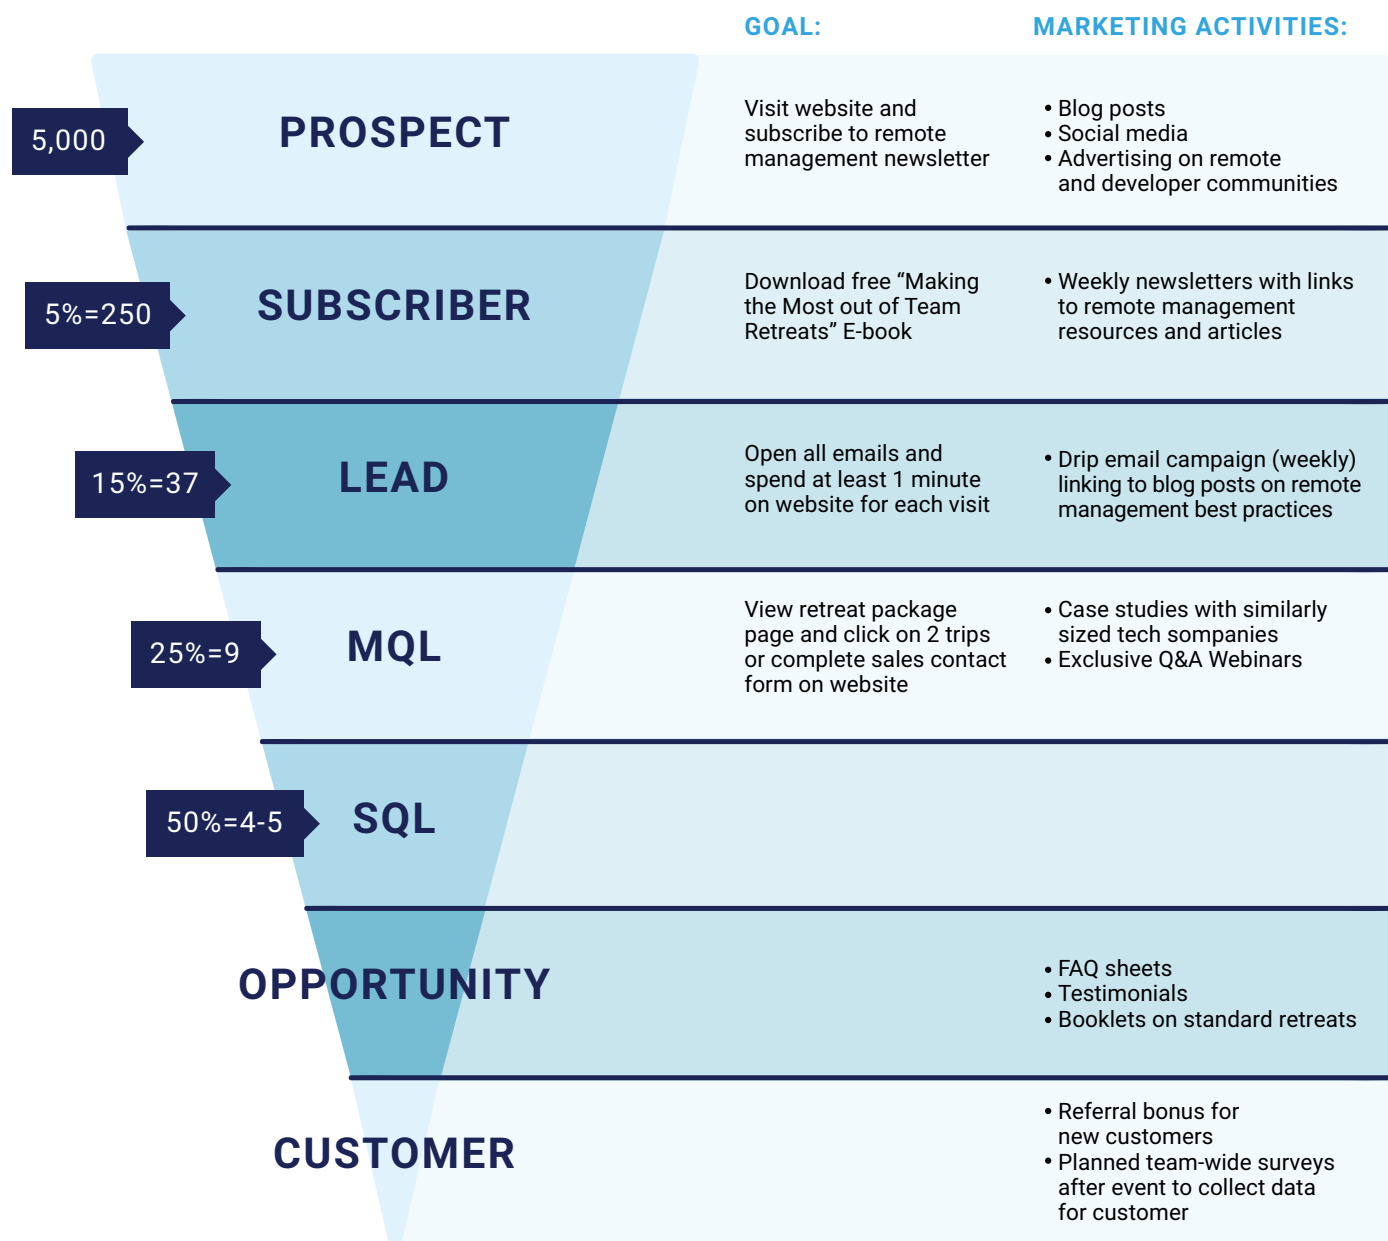 GOAL:
MARKETING ACTIVITIES:
5,000
PROSPECT
Visit website and
subscribe to remote
management newsletter
• Blog posts
• Social media
• Advertising on remote
and developer communities
5%=250
SUBSCRIBER
Download free “Making
the Most out of Team
Retreats” E-book
• Weekly newsletters with links
to remote management
resources and articles
15%=37
LEAD
Open all emails and
spend at least 1 minute
on website for each visit
• Drip email campaign (weekly)
linking to blog posts on remote
management best practices
25%=9
MQL
View retreat package
page and click on 2 trips
or complete sales contact
form on website
• Case studies with similarly
sized tech sompanies
• Exclusive Q&A Webinars
50%=4-5
SQL
OPPORTUNITY
• FAQ sheets
• Testimonials
• Booklets on standard retreats
CUSTOMER
• Referral bonus for
new customers
• Planned team-wide surveys
after event to collect data
for customer